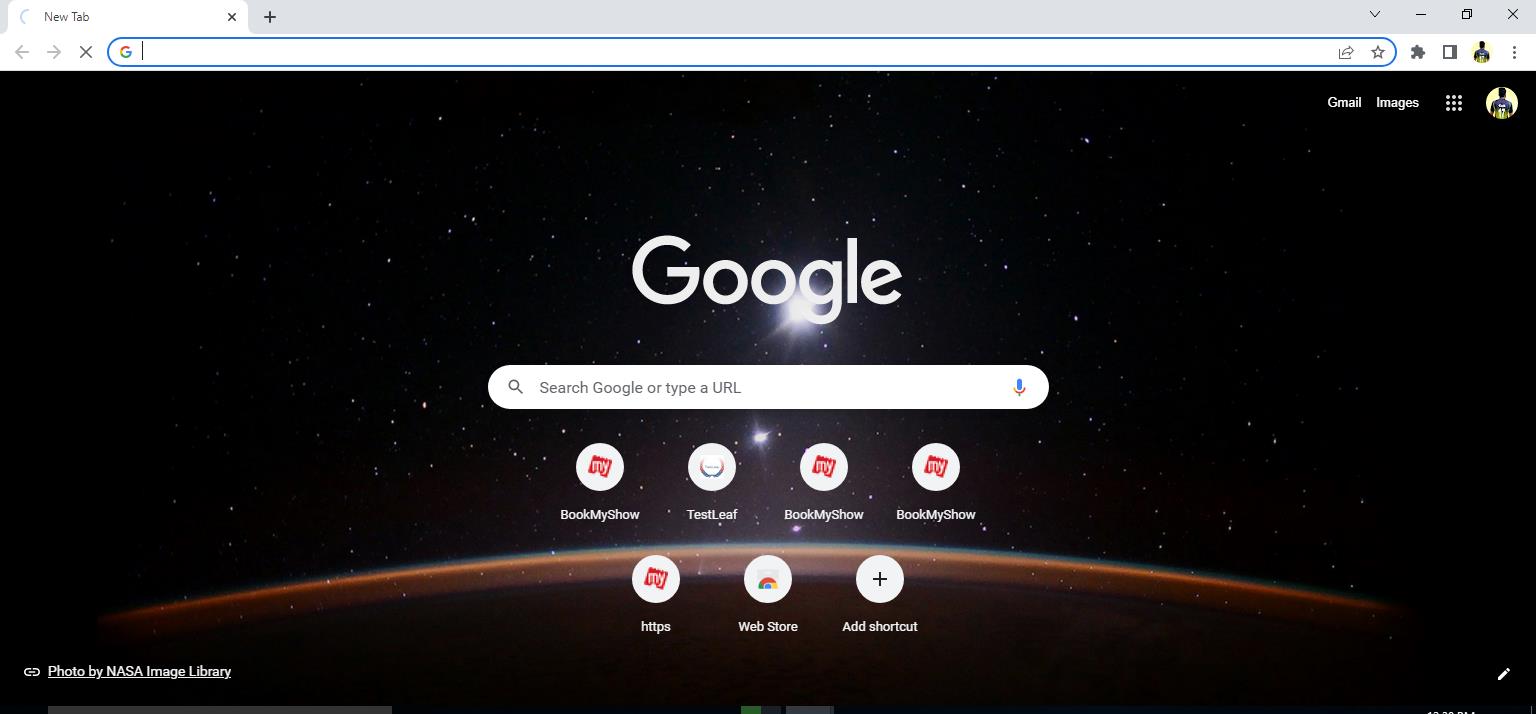 New Tab
Gmail Images
Google
Search Google or type a URL
BookMyShow TestLeaf BookMyShow BookMyShow
https Web Store Add shortcut
Photo by NASA Image Library